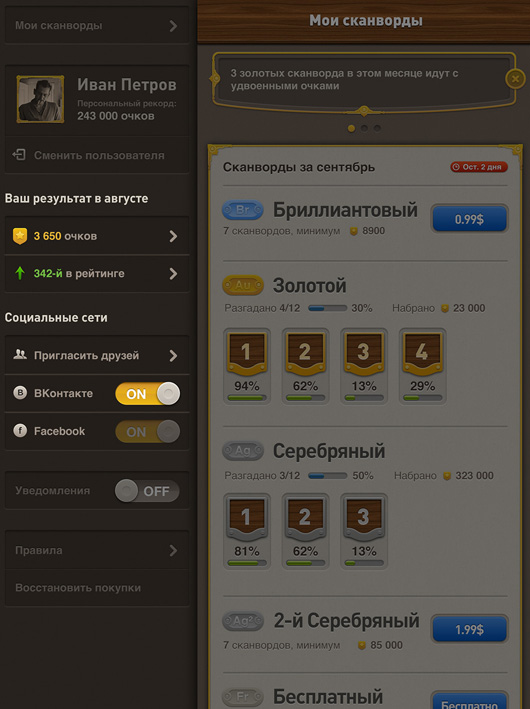 Мои сканворды
Иван Петров
Персональный рекорд:
243 000 очков
Сменить пользователя
Ваш результат в августе
3 650 очков
342-й в рейтинге
Социальные сети
Пригласить друзей
B ВКонтакте ON
f Facebook ON
Уведомления OFF
Правила
Восстановить покупки
Мои сканворды
3 золотых сканворда в этом месяце идут с
удвоенными очками
Сканворды за сентябрь Ост. 2 дня
Br Бриллиантовый 0.99$
7 сканвордов, минимум 8900
Au Золотой
Разгадано 4/12 30% Набрано 23 000
1 2 3 4
94% 62% 13% 29%
Ag Серебряный
Разгадано 3/12 50% Набрано 323 000
1 2 3
81% 62% 13%
Ag² 2-й Серебряный 1.99$
7 сканвордов, минимум 85 000
Fr Бесплатный Бесплатно